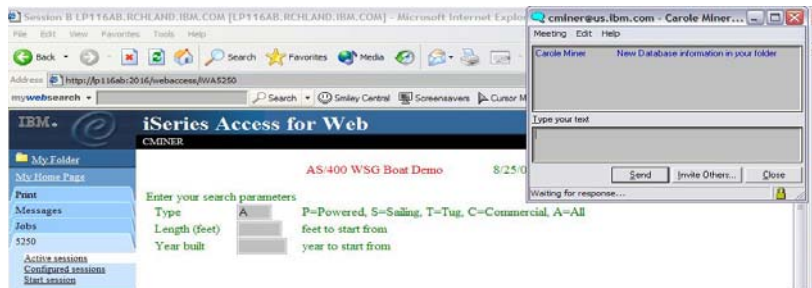 Session B LP116AB.RCHLAND.IBM.COM [LP116AB.RCHLAND.IBM.COM] - Microsoft Internet Explor
File Edit View Favorites Tools Help
Back Search Favorites Media
Address http://lp116ab:2016/webaccess/iWA5250
mywebsearch Search Smiley Central Screensavers Cursor M
cminer@us.ibm.com - Carole Miner...
Meeting Edit Help
Carole Miner New Database information in your folder
Type your text
Send Invite Others... Close
Waiting for response...
IBM. iSeries Access for Web
CMINER
My Folder
My Home Page
Print
Messages
Jobs
5250
Active sessions
Configured sessions
Start session
AS/400 WSG Boat Demo 8/25/0
Enter your search parameters
Type A P=Powered, S=Sailing, T=Tug, C=Commercial, A=All
Length (feet) feet to start from
Year built year to start from